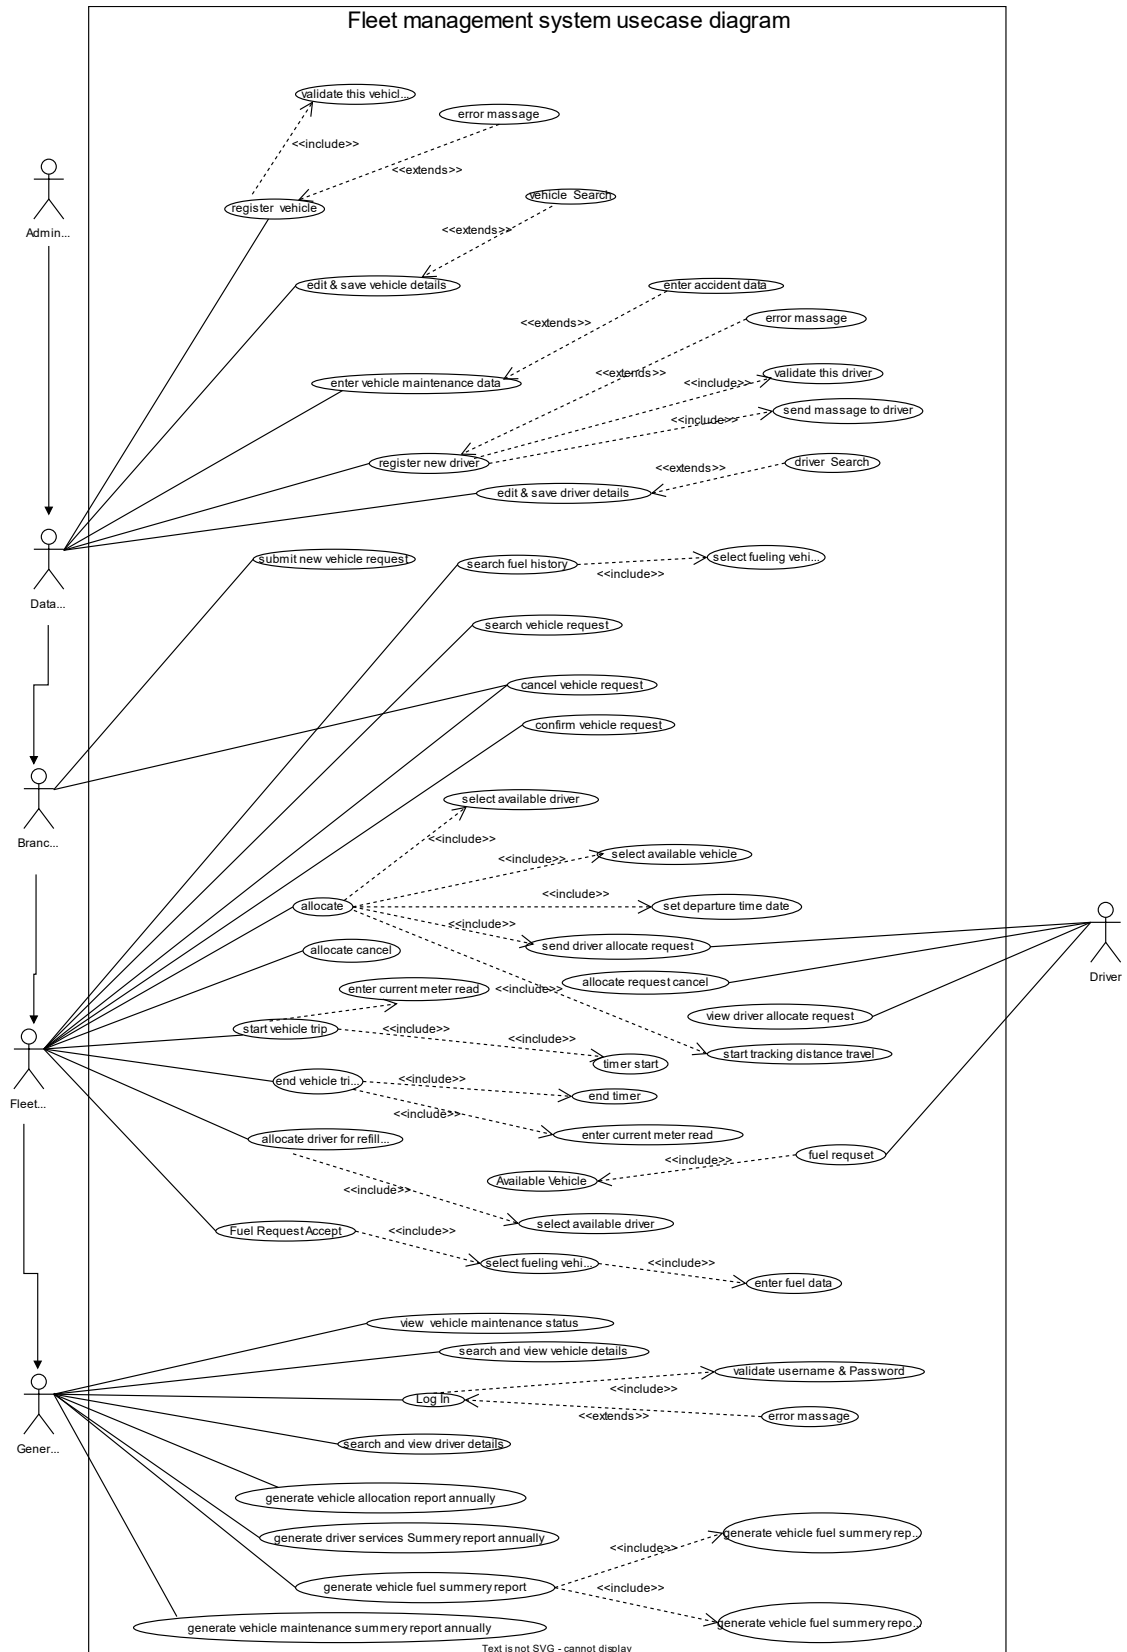 Fleet management system usecase diagram
validate this vehicl...
error massage
<<include>>
<<extends>>
vehicle Search
register vehicle
Admin...
<<extends>>
edit & save vehicle details
enter accident data
error massage
<<extends>>
<<extends>>
validate this driver
<<include>>
enter vehicle maintenance data
send massage to driver
<<include>>
register new driver
driver Search
<<extends>>
edit & save driver details
submit new vehicle request
search fuel history
select fueling vehi...
<<include>>
Data...
search vehicle request
cancel vehicle request
confirm vehicle request
select available driver
Branc...
<<include>>
select available vehicle
<<include>>
<<include>>
allocate
set departure time date
<<include>>
send driver allocate request
allocate cancel
Driver
allocate request cancel
enter current meter read
<<include>>
view driver allocate request
start vehicle trip
<<include>>
start tracking distance travel
timer start
end vehicle tri...
<<include>>
end timer
Fleet...
<<include>>
enter current meter read
allocate driver for refill...
fuel requset
<<include>>
Available Vehicle
<<include>>
select available driver
Fuel Request Accept
<<include>>
select fueling vehi...
<<include>>
enter fuel data
view vehicle maintenance status
search and view vehicle details
validate username & Password
<<include>>
Log In
<<extends>>
error massage
search and view driver details
Gener...
generate vehicle allocation report annually
generate driver services Summery report annually
generate vehicle fuel summery rep...
<<include>>
generate vehicle fuel summery report
<<include>>
generate vehicle fuel summery repo...
generate vehicle maintenance summery report annually
Text is not SVG - cannot display